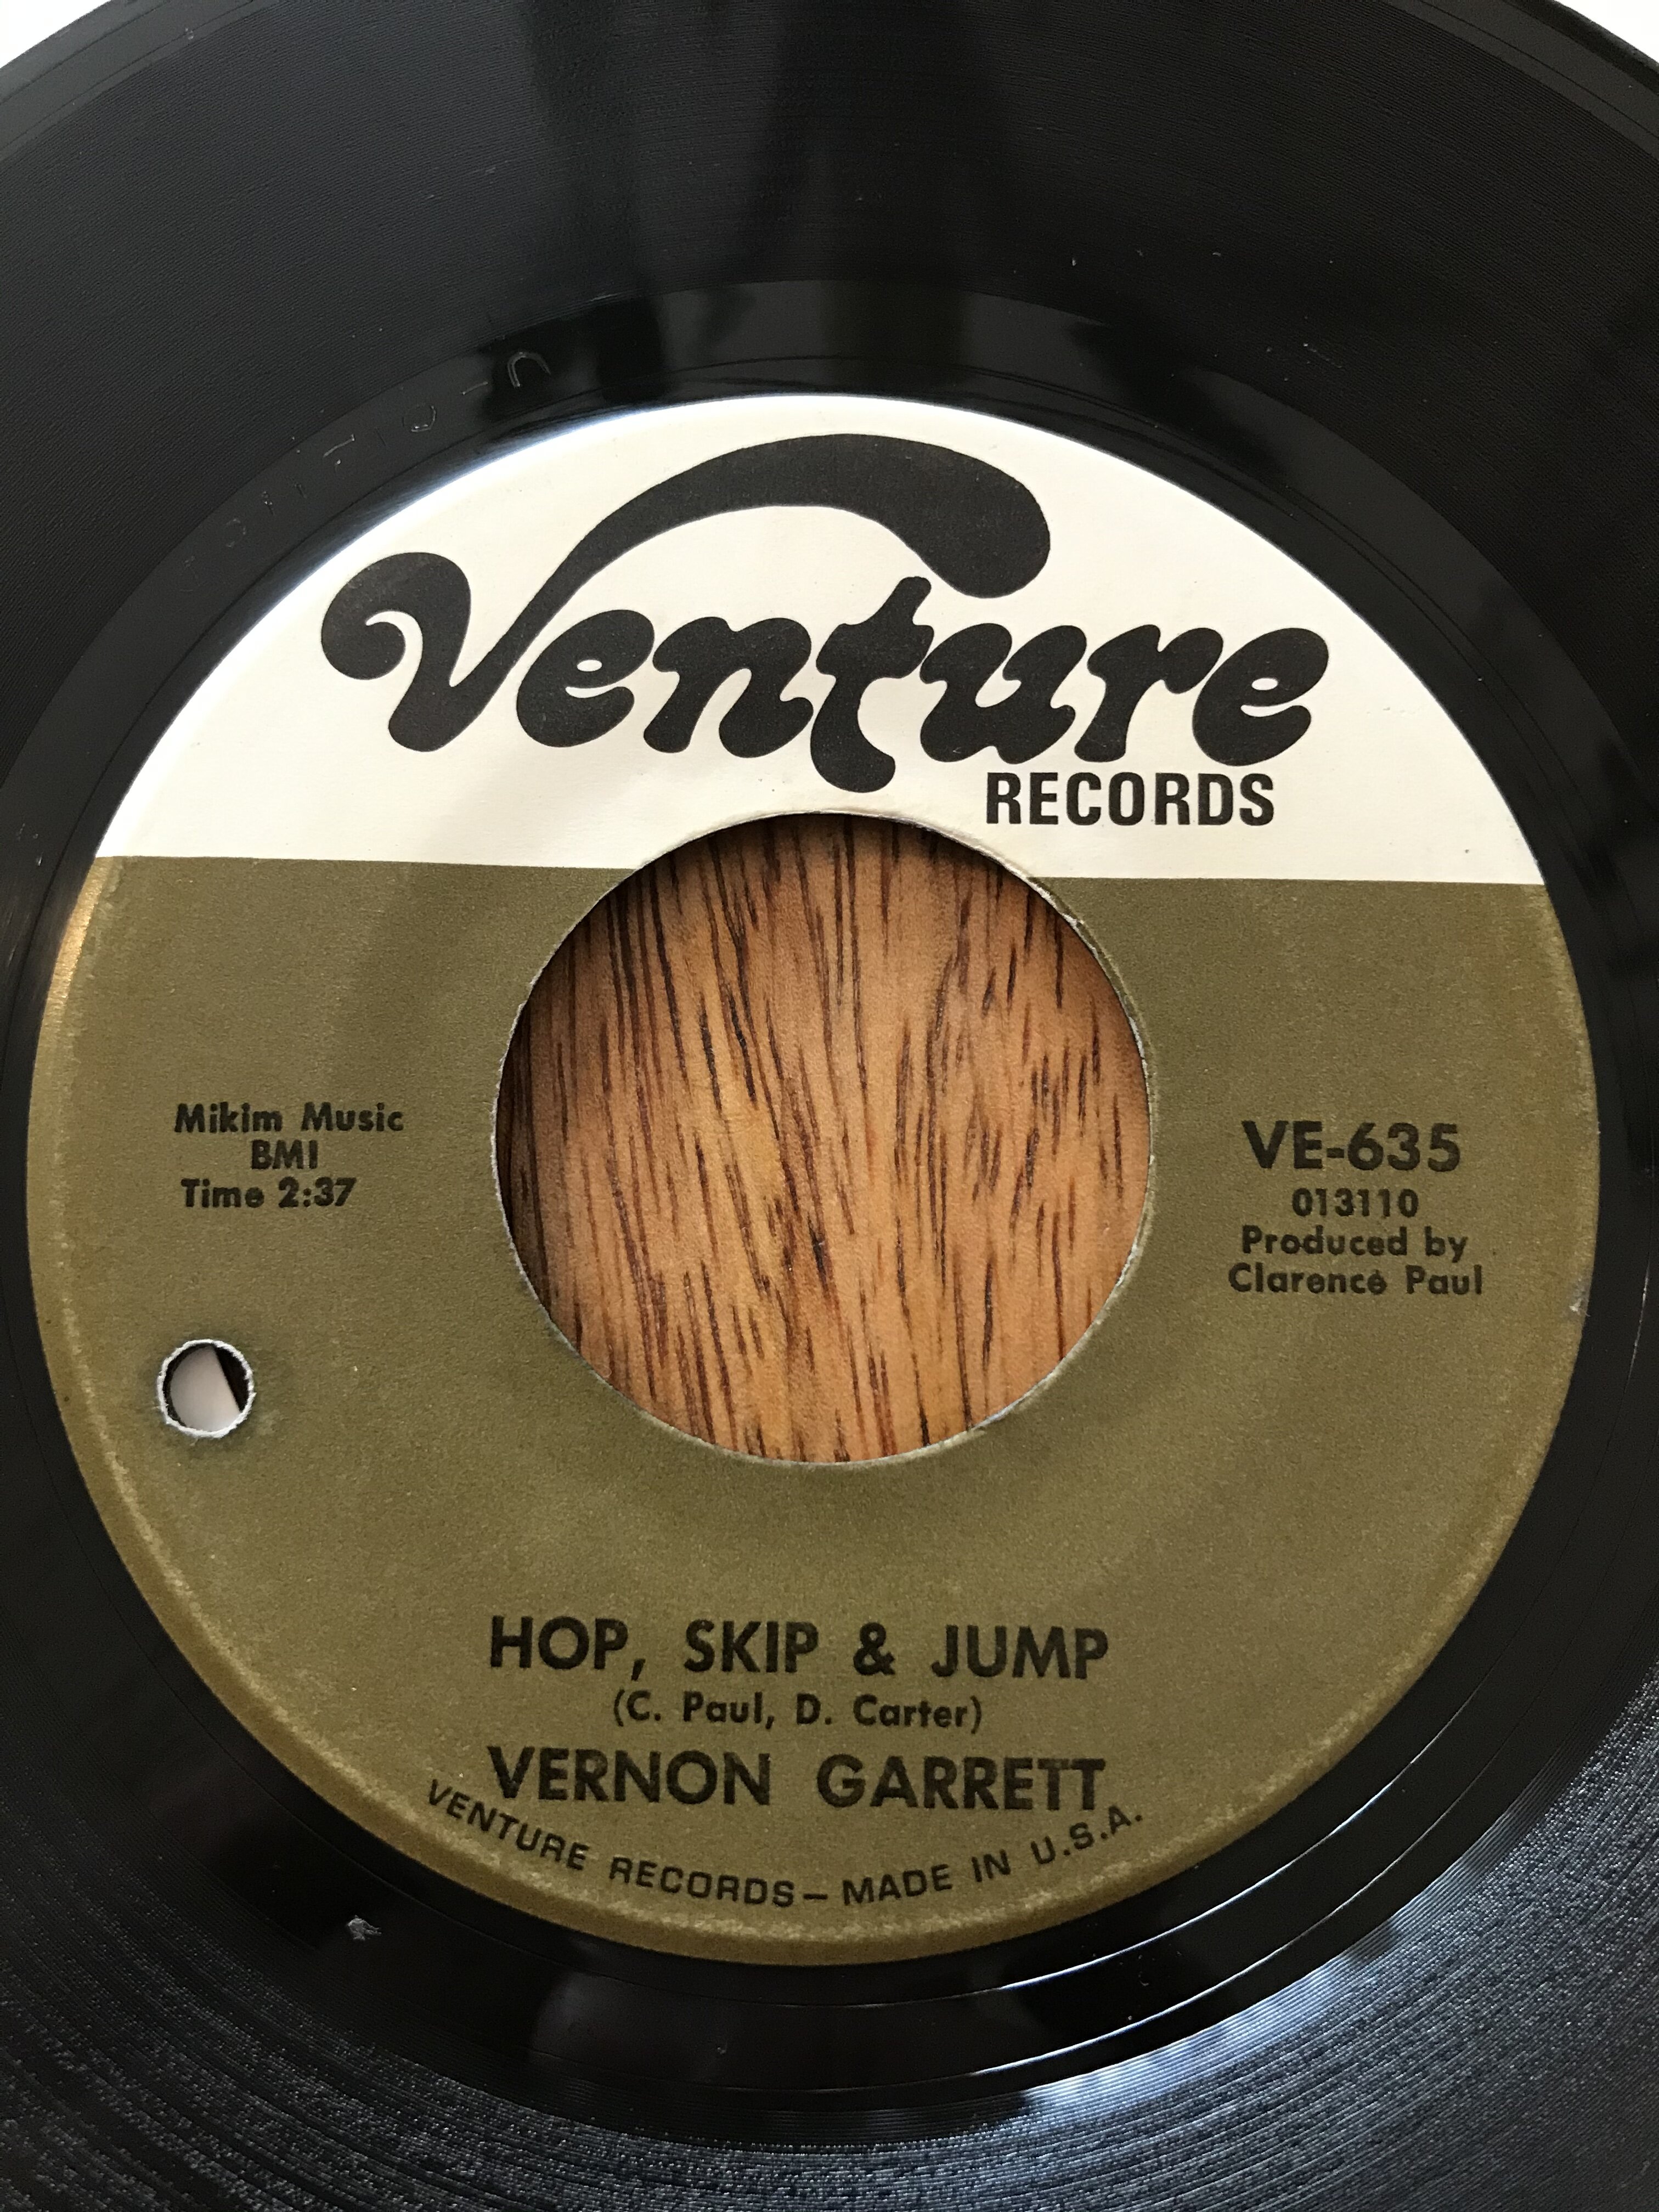 Venture
RECORDS
Mikim Music
BMI
Time 2:37
VE-635
013110
Produced by
Clarence Paul
HOP, SKIP & JUMP
(C. Paul, D. Carter)
VERNON GARRETT
VENTURE RECORDS – MADE IN U.S.A.